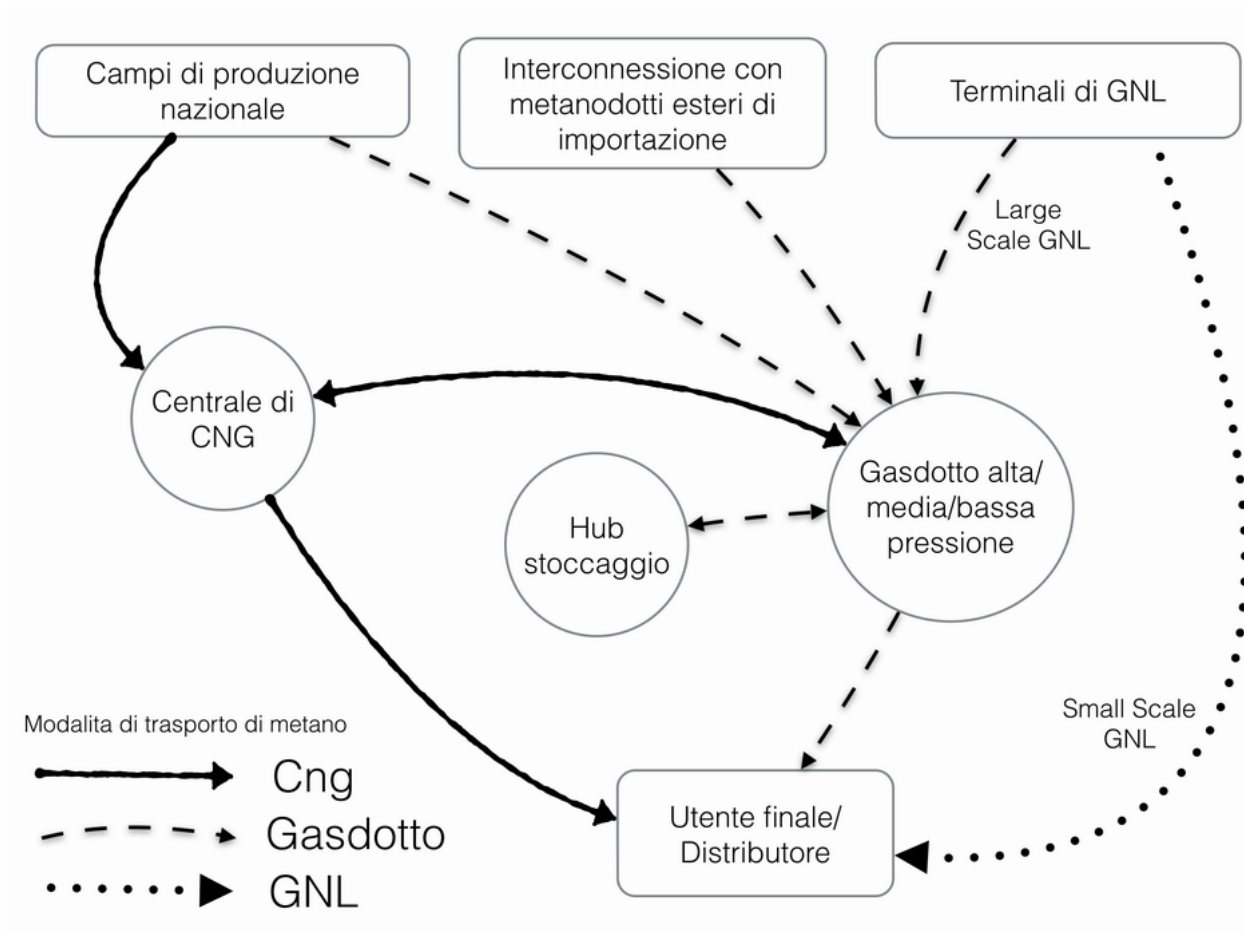 Campi di produzione
nazionale
Interconnessione con
metanodotti esteri di
importazione
Terminali di GNL
Large
Scale GNL
Centrale di
CNG
Gasdotto alta/
media/bassa
pressione
Hub
stoccaggio
Small Scale
GNL
Modalita di trasporto di metano
Cng
Gasdotto
GNL
Utente finale/
Distributore